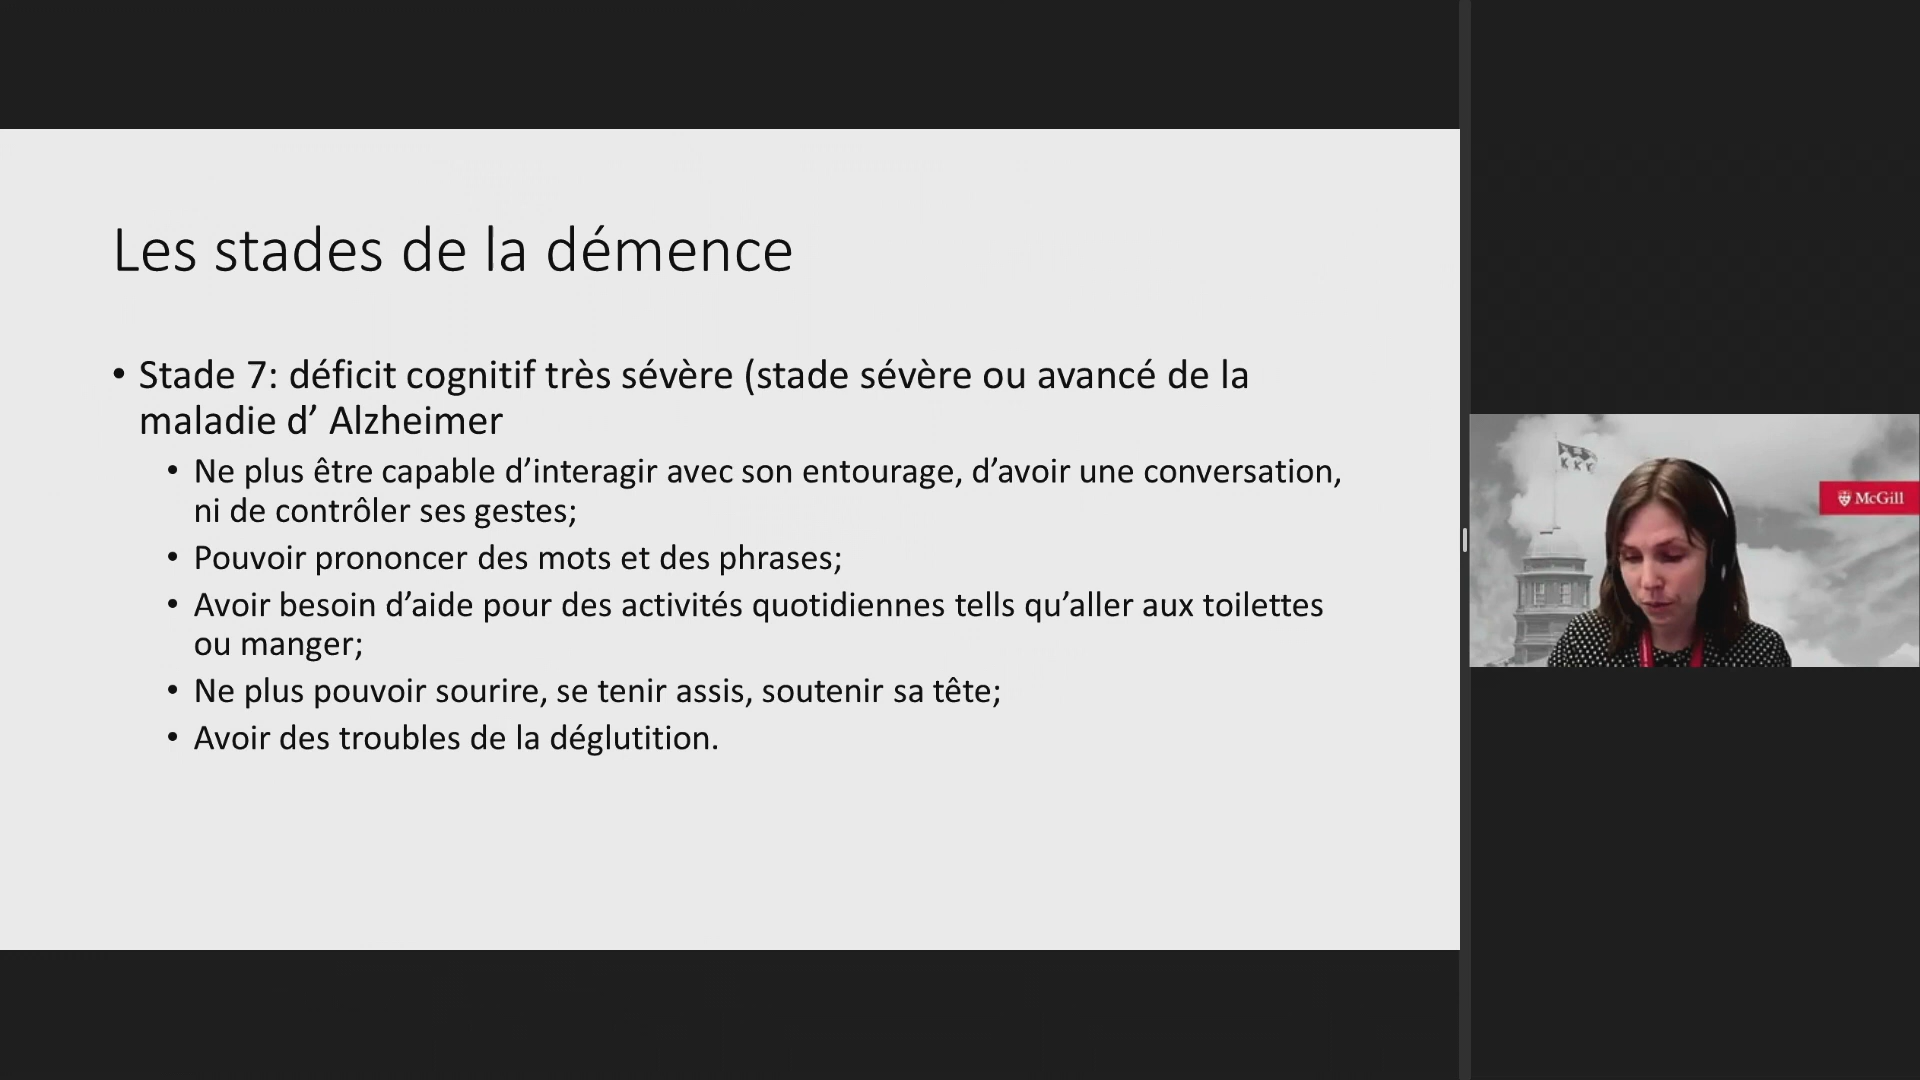 Les stades de la démence
• Stade 7: déficit cognitif très sévère (stade sévère ou avancé de la
maladie d’ Alzheimer
• Ne plus être capable d’interagir avec son entourage, d’avoir une conversation,
ni de contrôler ses gestes;
• Pouvoir prononcer des mots et des phrases;
• Avoir besoin d’aide pour des activités quotidiennes tells qu’aller aux toilettes
ou manger;
• Ne plus pouvoir sourire, se tenir assis, soutenir sa tête;
• Avoir des troubles de la déglutition.
McGill